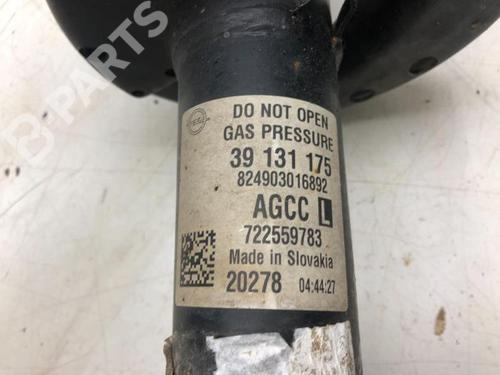 B-PARTS
DO NOT OPEN
GAS PRESSURE
39 131 175
824903016892
AGCC L
722559783
Made in Slovakia
20278 04:44:27